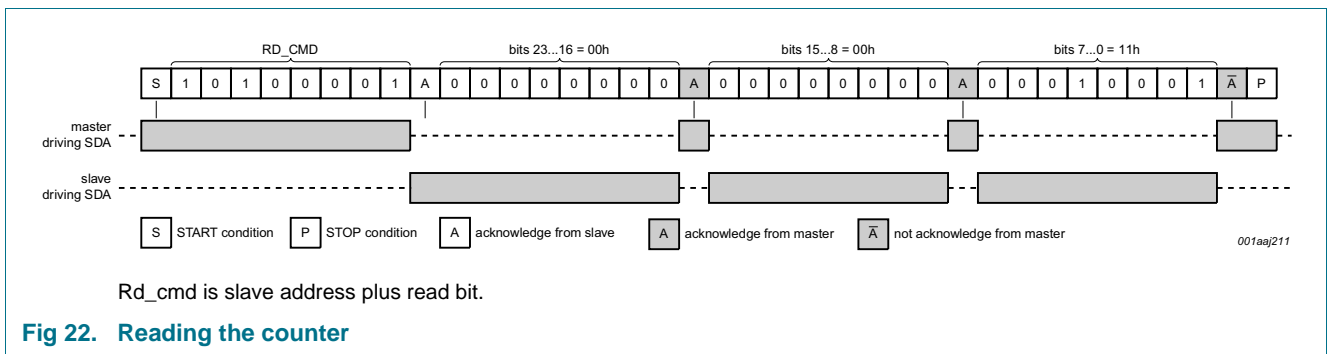 RD_CMD bits 23...16 = 00h bits 15...8 = 00h bits 7...0 = 11h
S 1 0 1 0 0 0 0 1 A 0 0 0 0 0 0 0 0 A 0 0 0 0 0 0 0 0 A 0 0 0 1 0 0 0 1 A̅ P
master
driving SDA
slave
driving SDA
S START condition P STOP condition A acknowledge from slave A acknowledge from master A̅ not acknowledge from master
001aaj211
Rd_cmd is slave address plus read bit.
Fig 22. Reading the counter